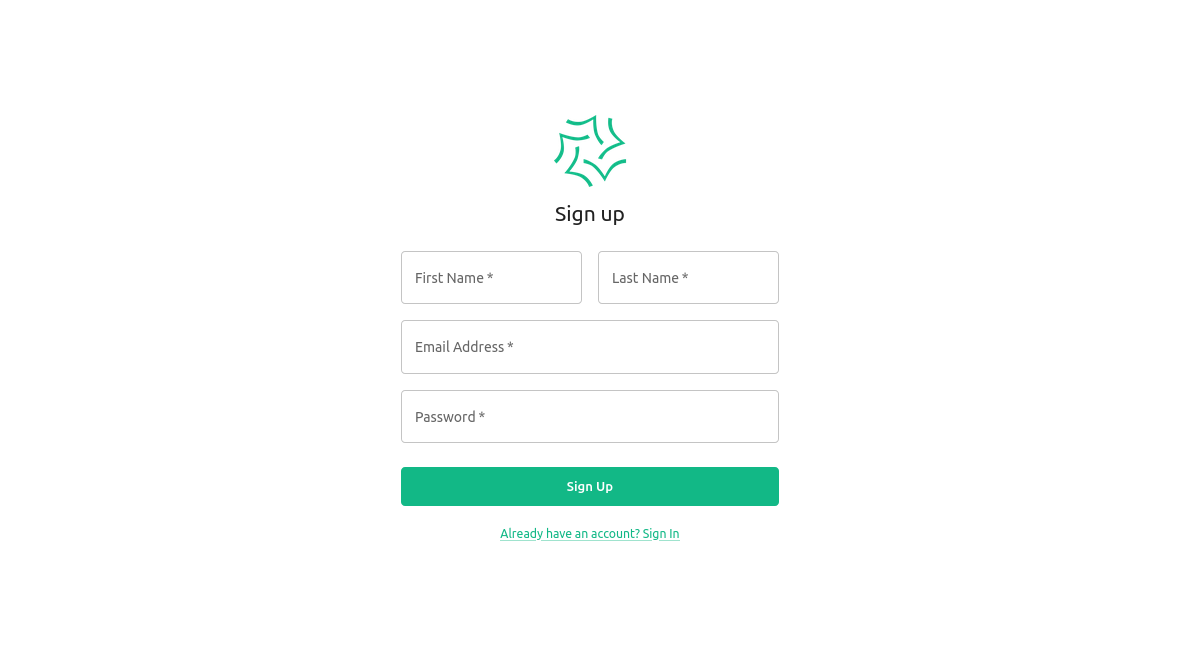 Sign up
First Name *
Last Name *
Email Address *
Password *
Sign Up
Already have an account? Sign In